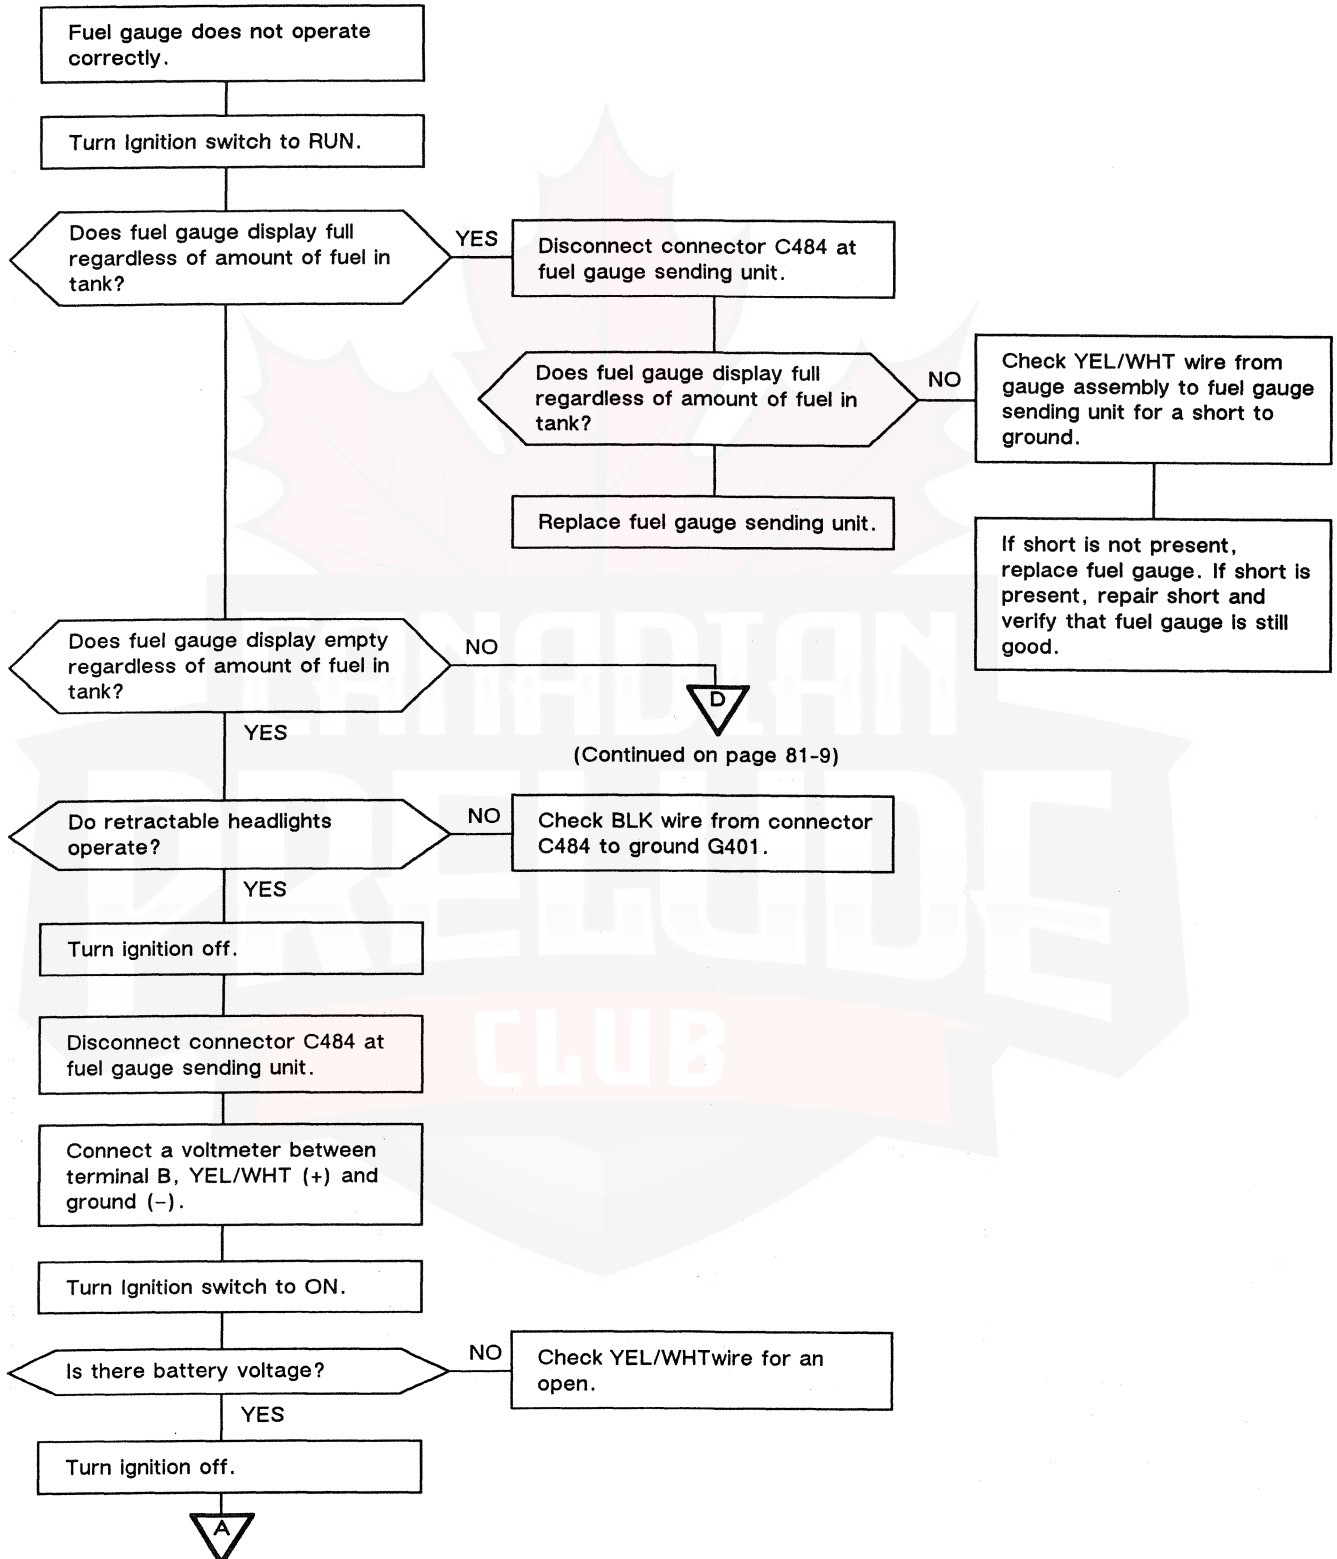 Fuel gauge does not operate
correctly.
Turn Ignition switch to RUN.
Does fuel gauge display full
regardless of amount of fuel in
tank?
YES
Disconnect connector C484 at
fuel gauge sending unit.
Does fuel gauge display full
regardless of amount of fuel in
tank?
NO
Check YEL/WHT wire from
gauge assembly to fuel gauge
sending unit for a short to
ground.
Replace fuel gauge sending unit.
If short is not present,
replace fuel gauge. If short is
present, repair short and
verify that fuel gauge is still
good.
Does fuel gauge display empty
regardless of amount of fuel in
tank?
NO
D
(Continued on page 81-9)
YES
Do retractable headlights
operate?
NO
Check BLK wire from connector
C484 to ground G401.
YES
Turn ignition off.
Disconnect connector C484 at
fuel gauge sending unit.
Connect a voltmeter between
terminal B, YEL/WHT (+) and
ground (-).
Turn Ignition switch to ON.
Is there battery voltage?
NO
Check YEL/WHTwire for an
open.
YES
Turn ignition off.
A
CANADIAN
PRELUDE
CLUB